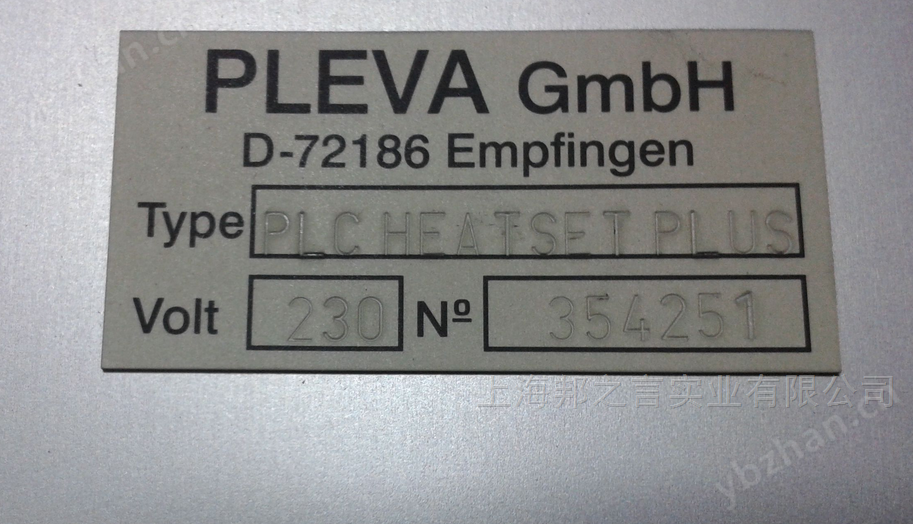 PLEVA GmbH
D-72186 Empfingen
Type PLC HEATSET PLUS
Volt 230 Nº 354251
上海邦之言实业有限公司
ybzhan.cn